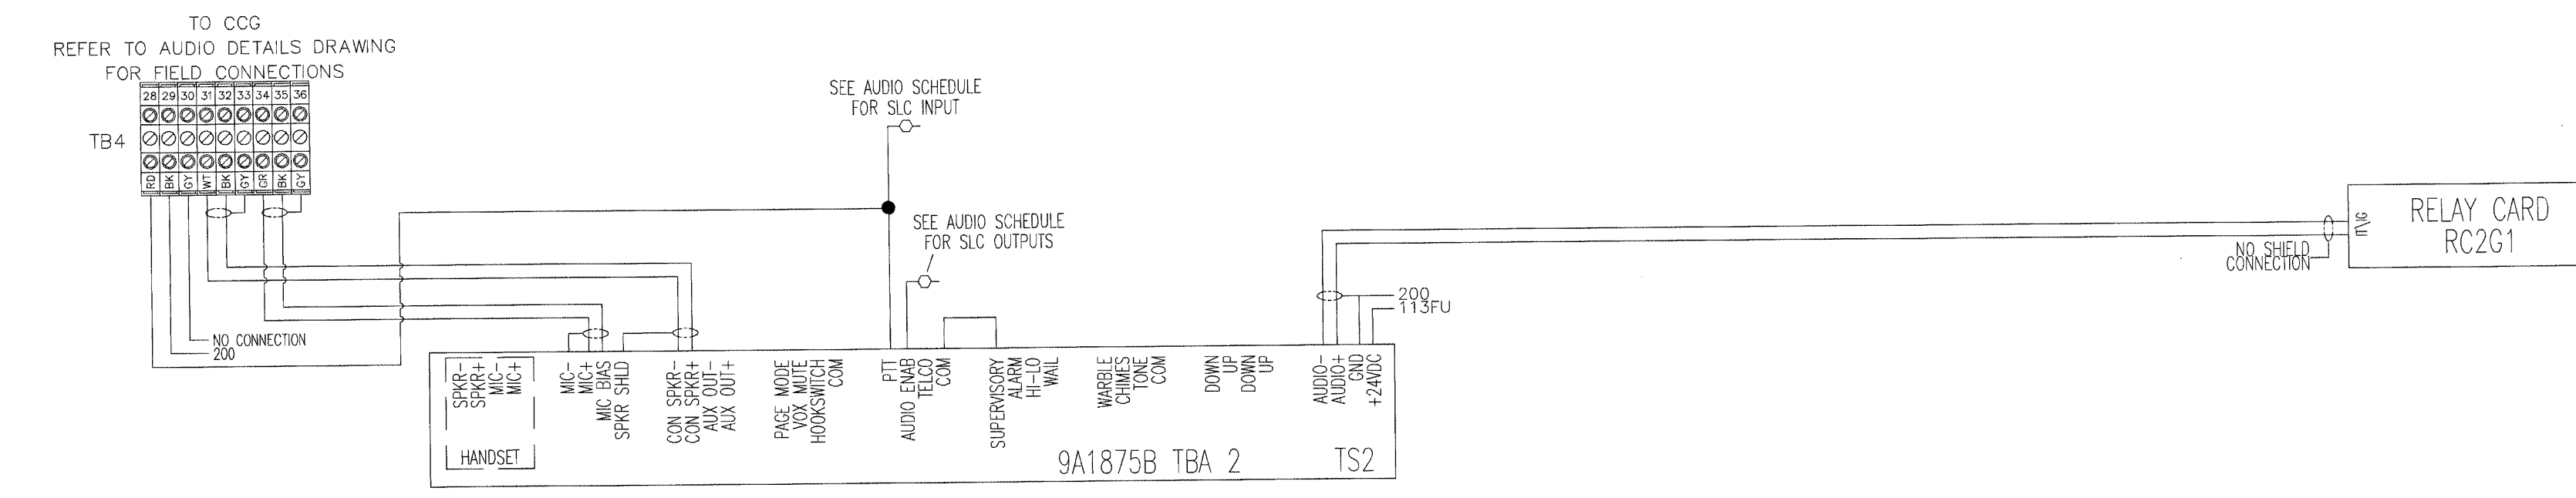 TO CCG
REFER TO AUDIO DETAILS DRAWING
FOR FIELD CONNECTIONS
28 29 30 31 32 33 34 35 36
TB4
RD BK GY WT BK GY GR BK GY
SEE AUDIO SCHEDULE
FOR SLC INPUT
SEE AUDIO SCHEDULE
FOR SLC OUTPUTS
NO CONNECTION
200
NO SHIELD
CONNECTION
RELAY CARD
RC2G1
200
113FU
SPKR-
SPKR+
MIC-
MIC+
HANDSET
MIC-
MIC+
MIC BIAS
SPKR SHLD
CON SPKR-
CON SPKR+
AUX OUT-
AUX OUT+
PAGE MODE
VOX MUTE
HOOKSWITCH
COM
PTT
AUDIO ENAB
TELCO
COM
SUPERVISORY
ALARM
HI-LO
WAIL
WARBLE
CHIMES
TONE
COM
DOWN
UP
DOWN
UP
AUDIO-
AUDIO+
GND
+24VDC
9A1875B TBA 2
TS2